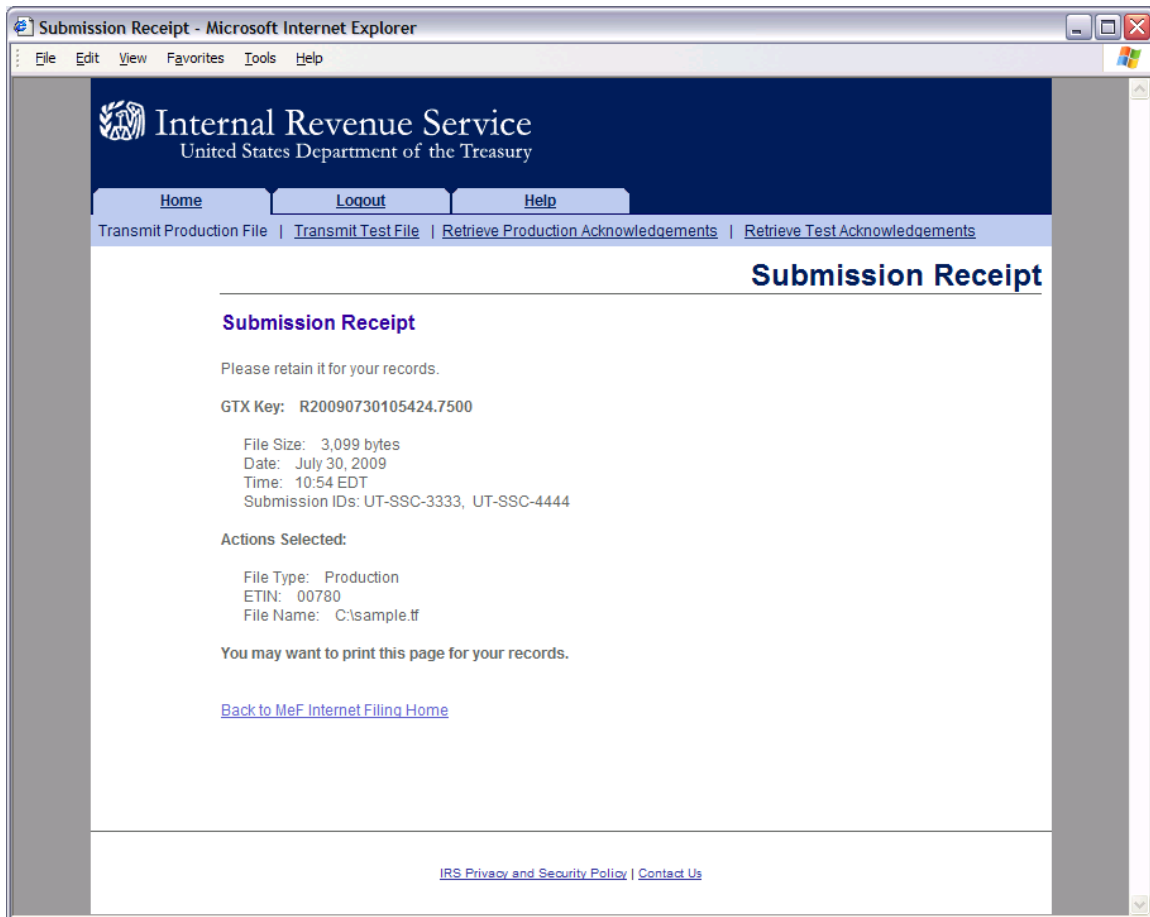 Submission Receipt - Microsoft Internet Explorer
File Edit View Favorites Tools Help
Internal Revenue Service
United States Department of the Treasury
Home Logout Help
Transmit Production File | Transmit Test File | Retrieve Production Acknowledgements | Retrieve Test Acknowledgements
Submission Receipt
Submission Receipt
Please retain it for your records.
GTX Key: R20090730105424.7500
File Size: 3,099 bytes
Date: July 30, 2009
Time: 10:54 EDT
Submission IDs: UT-SSC-3333, UT-SSC-4444
Actions Selected:
File Type: Production
ETIN: 00780
File Name: C:\sample.tf
You may want to print this page for your records.
Back to MeF Internet Filing Home
IRS Privacy and Security Policy | Contact Us